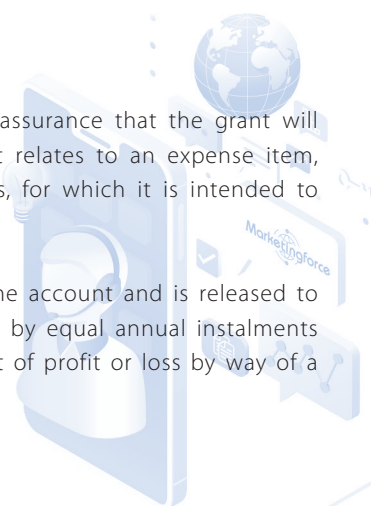 assurance that the grant will
relates to an expense item,
s, for which it is intended to
Marketingforce
account and is released to
by equal annual instalments
of profit or loss by way of a